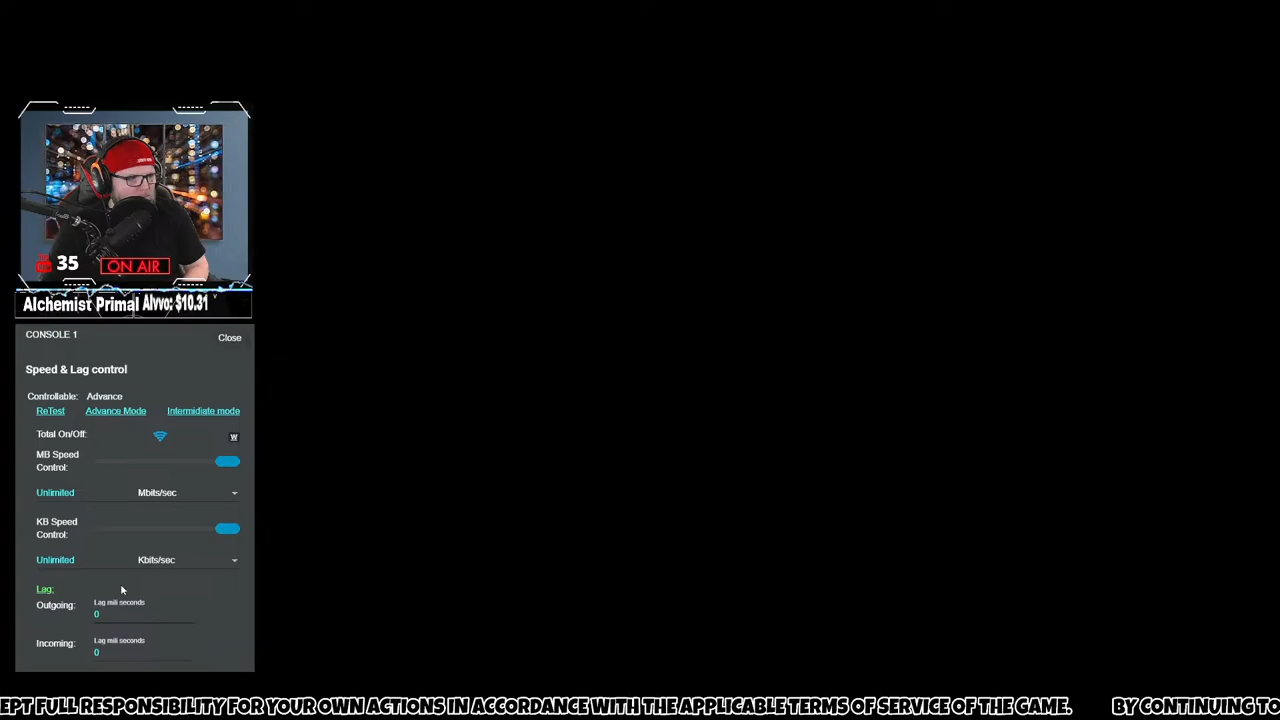 35
ON AIR
Alchemist Primal Alvvo: $10.31
CONSOLE 1
Close
Speed & Lag control
Controllable: Advance
ReTest Advance Mode Intermidiate mode
Total On/Off: W
MB Speed
Control:
Unlimited Mbits/sec
KB Speed
Control:
Unlimited Kbits/sec
Lag:
Lag mili seconds
Outgoing: 0
Lag mili seconds
Incoming: 0
EPT FULL RESPONSIBILITY FOR YOUR OWN ACTIONS IN ACCORDANCE WITH THE APPLICABLE TERMS OF SERVICE OF THE GAME. BY CONTINUING TO